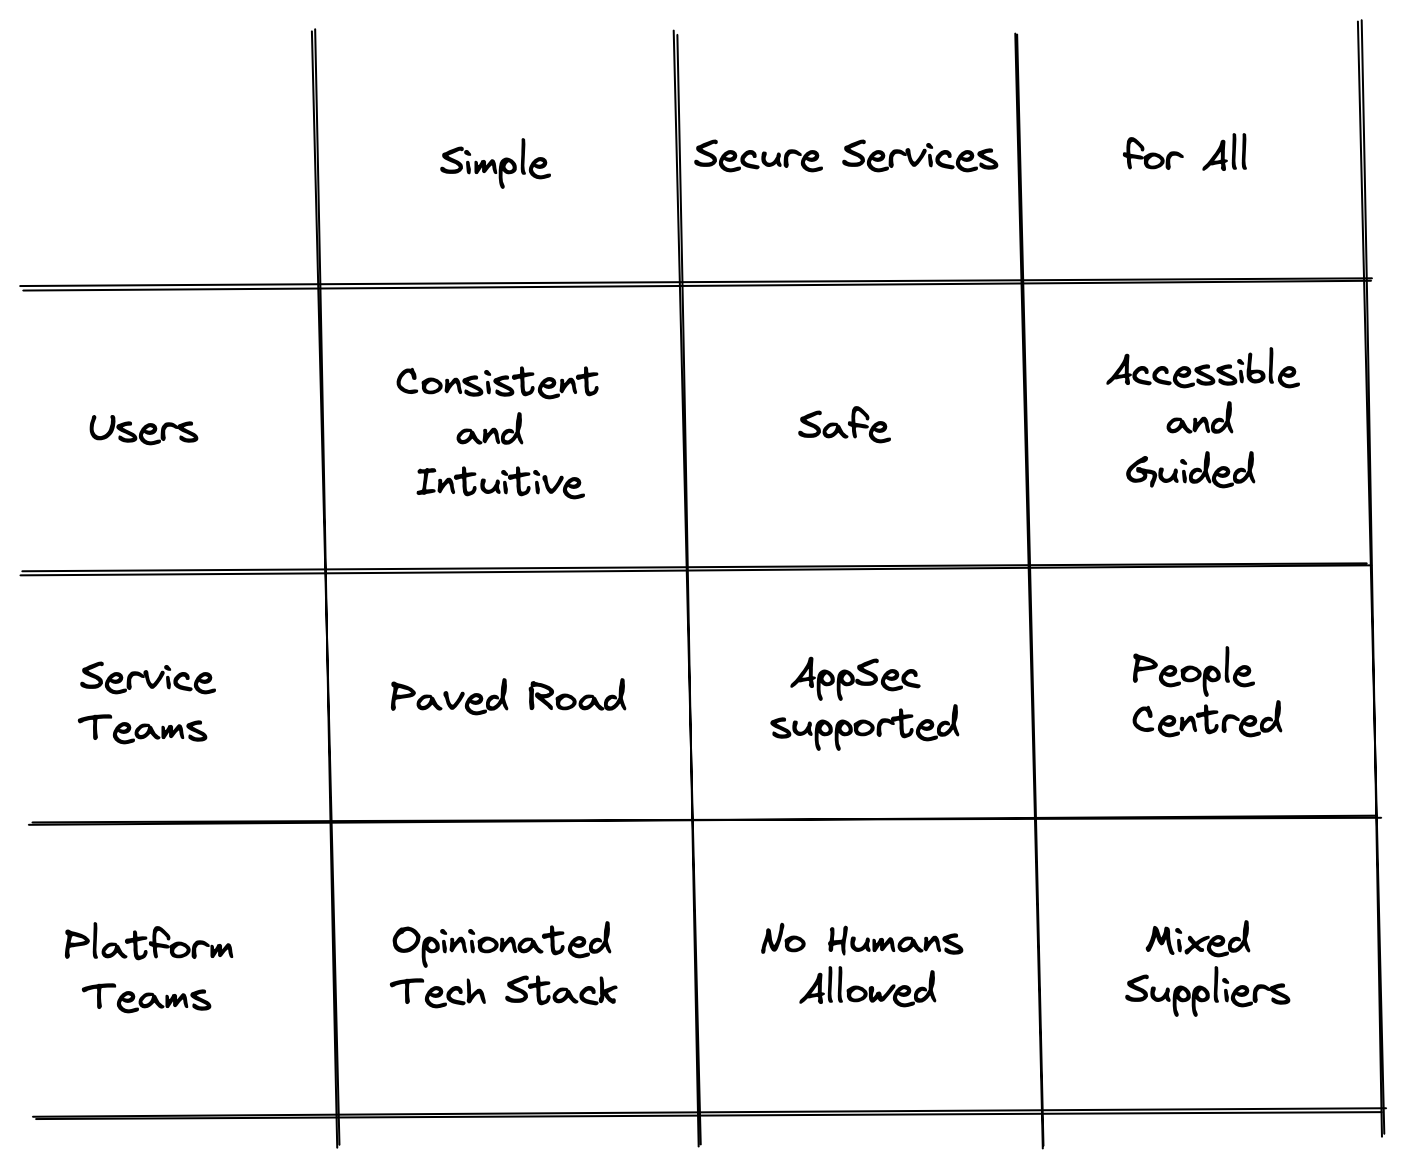 Simple
Secure Services
for All
Users
Consistent
and
Intuitive
Safe
Accessible
and
Guided
Service
Teams
Paved Road
AppSec
supported
People
Centred
Platform
Teams
Opinionated
Tech Stack
No Humans
Allowed
Mixed
Suppliers